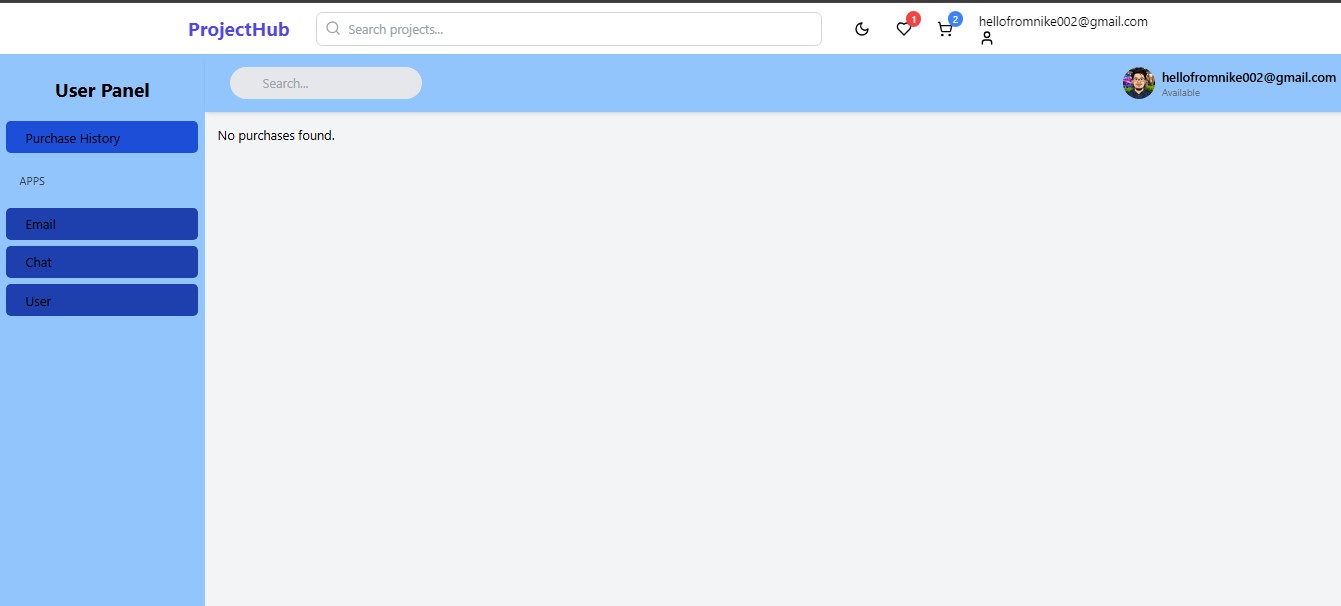 ProjectHub
Search projects...
1
2
hellofromnike002@gmail.com
User Panel
Search...
hellofromnike002@gmail.com
Available
Purchase History
APPS
Email
Chat
User
No purchases found.